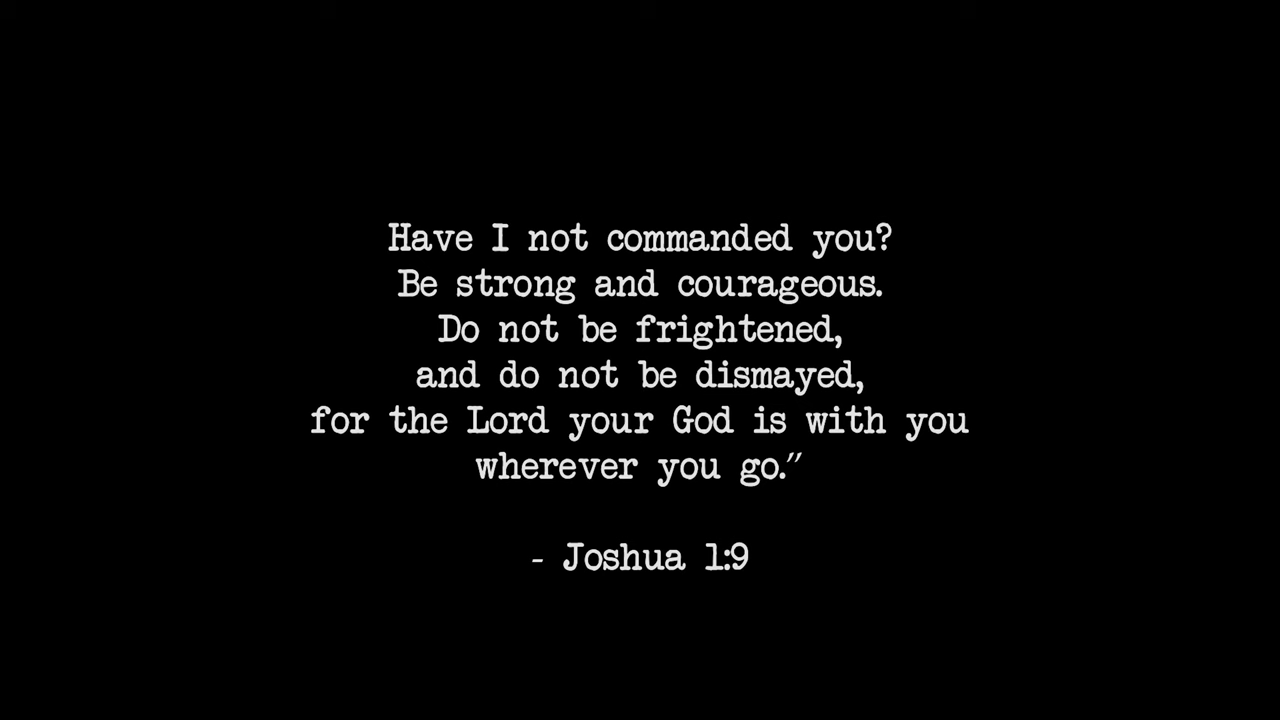 Have I not commanded you?
Be strong and courageous.
Do not be frightened,
and do not be dismayed,
for the Lord your God is with you
wherever you go.”

- Joshua 1:9